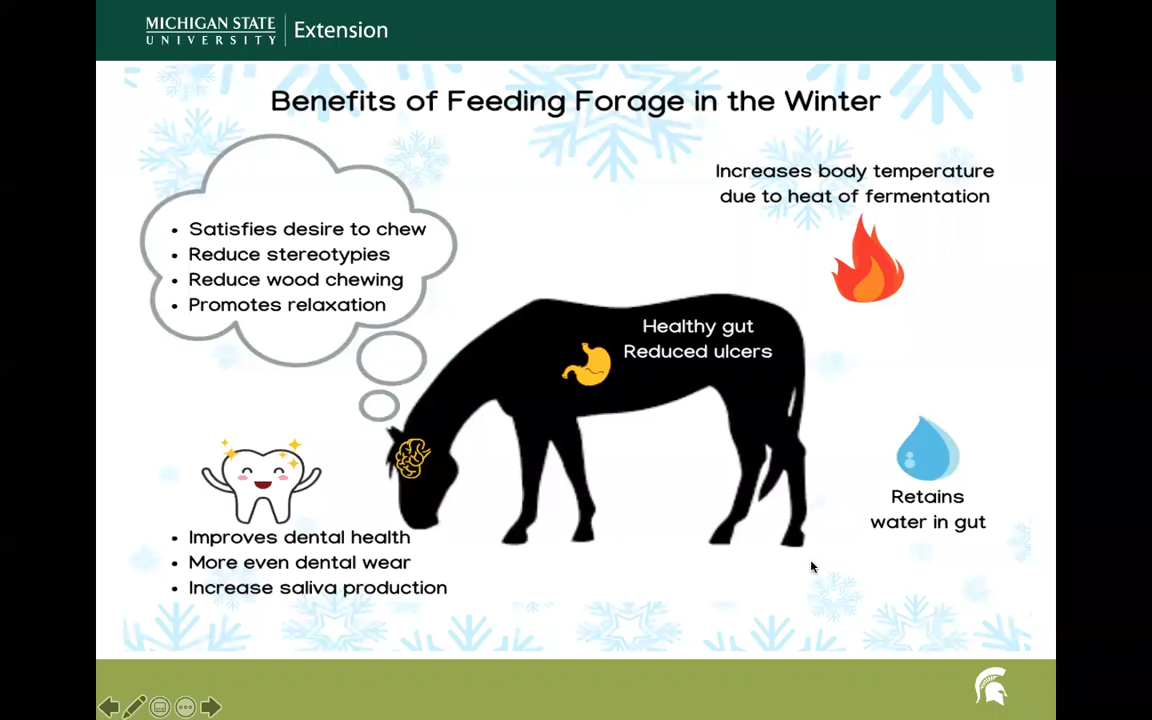 MICHIGAN STATE
UNIVERSITY
Extension
Benefits of Feeding Forage in the Winter
Increases body temperature
due to heat of fermentation
• Satisfies desire to chew
• Reduce stereotypies
• Reduce wood chewing
• Promotes relaxation
Healthy gut
Reduced ulcers
Retains
water in gut
• Improves dental health
• More even dental wear
• Increase saliva production